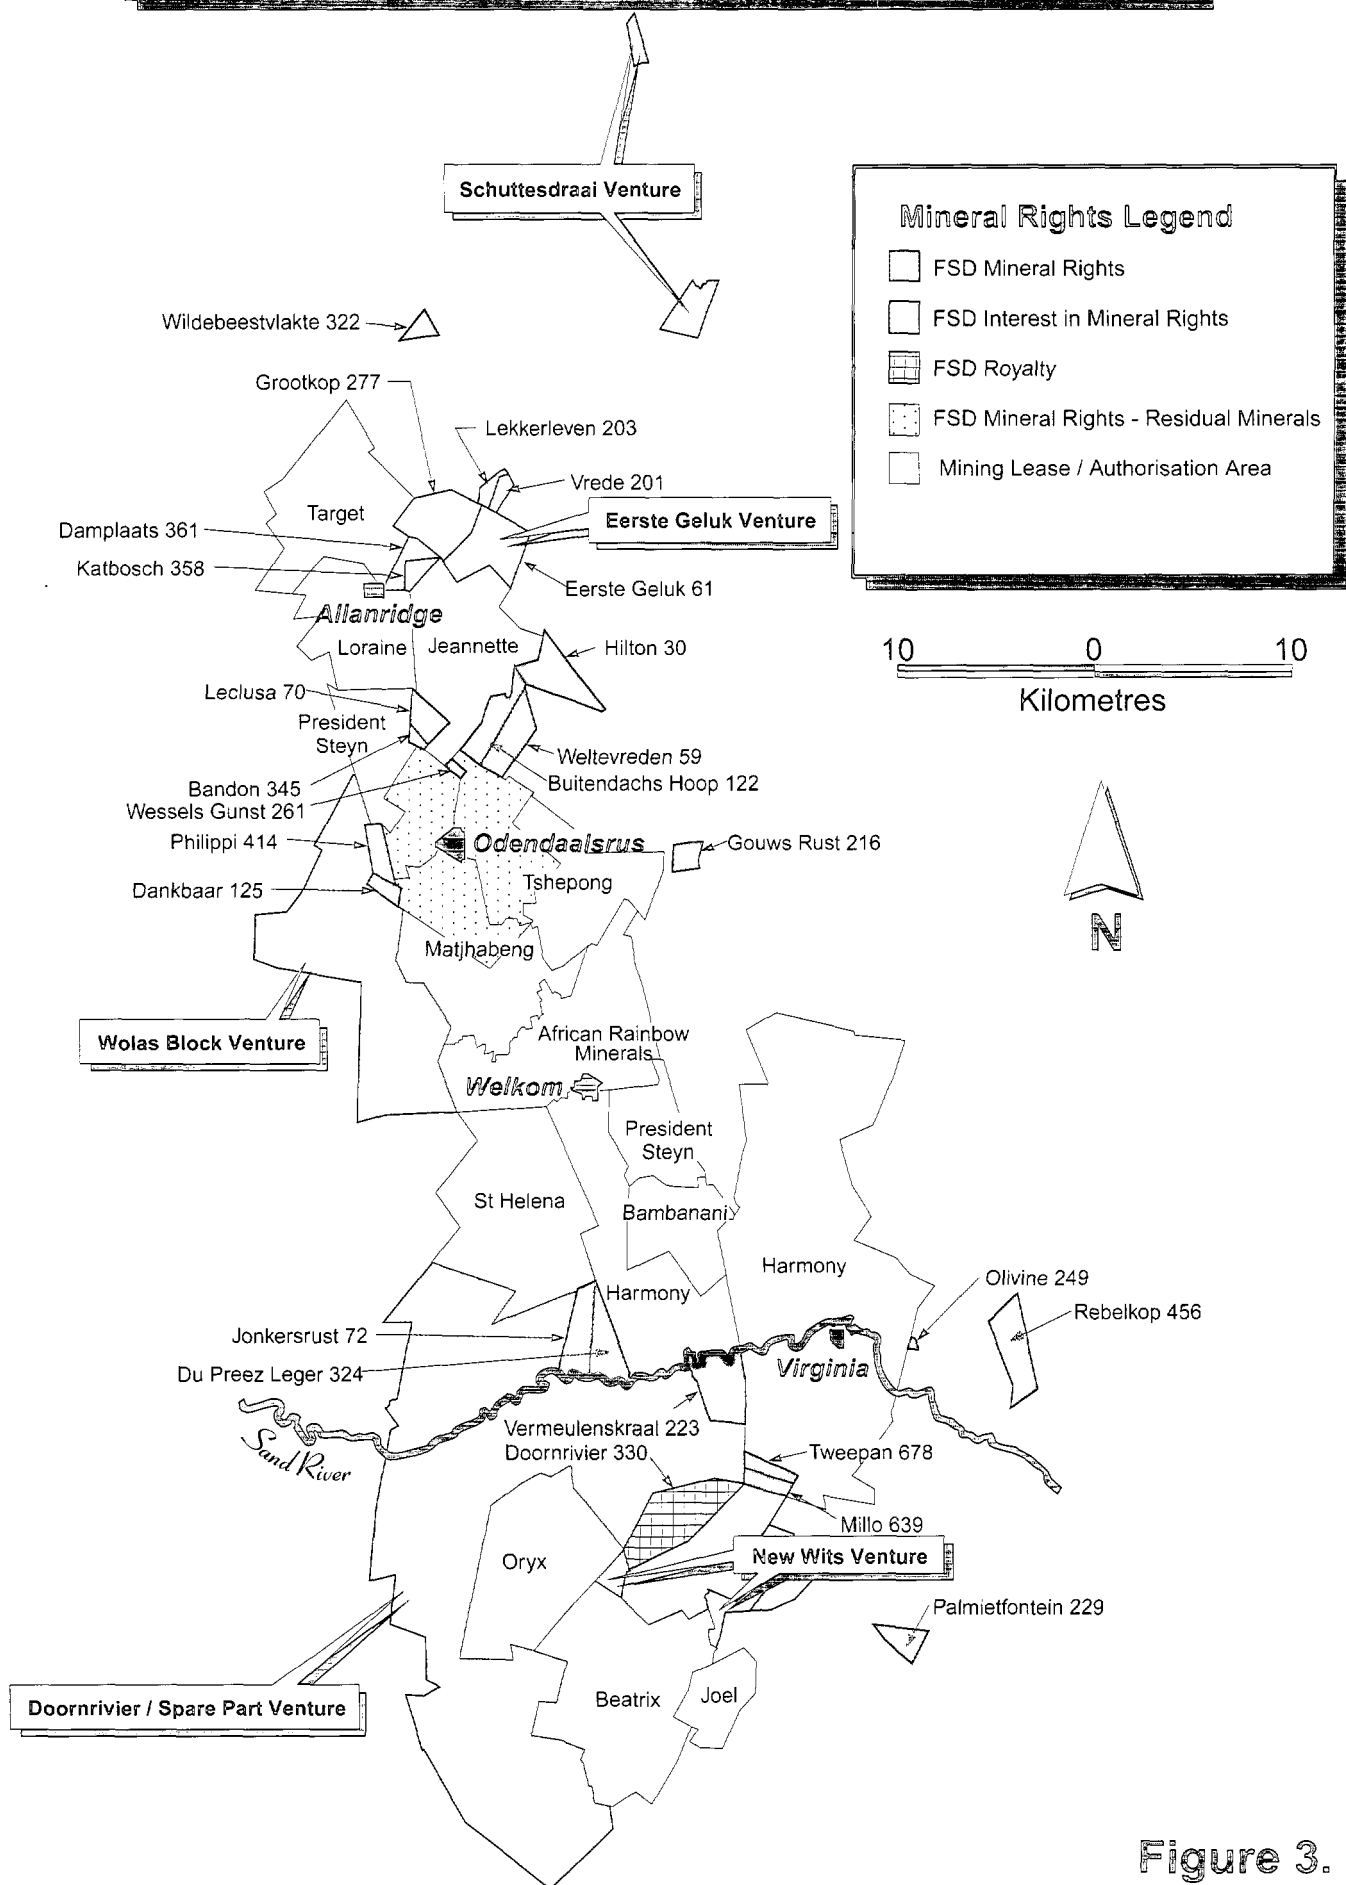 Schuttesdraai Venture
Mineral Rights Legend
FSD Mineral Rights
FSD Interest in Mineral Rights
FSD Royalty
FSD Mineral Rights - Residual Minerals
Mining Lease / Authorisation Area
Wildebeestvlakte 322
Grootkop 277
Lekkerleven 203
Vrede 201
Target
Eerste Geluk Venture
Damplaats 361
Katbosch 358
Eerste Geluk 61
Allanridge
Loraine
Jeannette
Hilton 30
10 0 10
Kilometres
Leclusa 70
President
Steyn
Weltevreden 59
Buitendachs Hoop 122
Bandon 345
Wessels Gunst 261
Philippi 414
Odendaalsrus
Gouws Rust 216
Dankbaar 125
Tshepong
N
Matjhabeng
Wolas Block Venture
African Rainbow
Minerals
Welkom
President
Steyn
St Helena
Bambanani
Harmony
Olivine 249
Harmony
Rebelkop 456
Jonkersrust 72
Du Preez Leger 324
Virginia
Sand River
Vermeulenskraal 223
Doornrivier 330
Tweepan 678
Millo 639
Oryx
New Wits Venture
Palmietfontein 229
Beatrix
Joel
Doornrivier / Spare Part Venture
Figure 3.